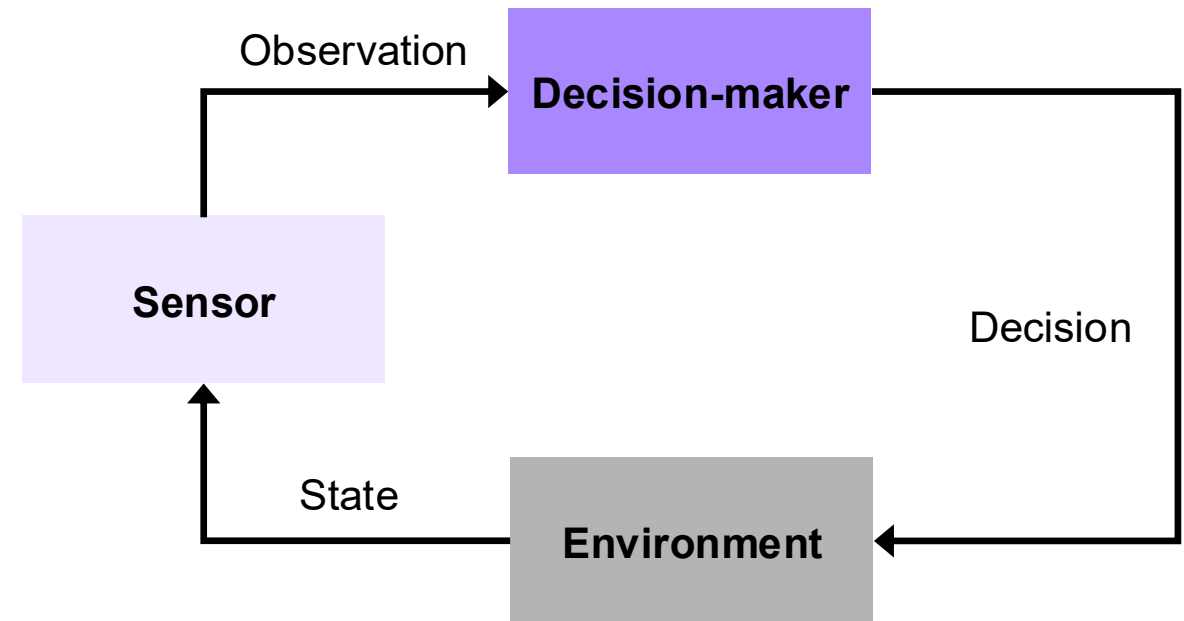 Observation
Decision-maker
Sensor
Decision
State
Environment